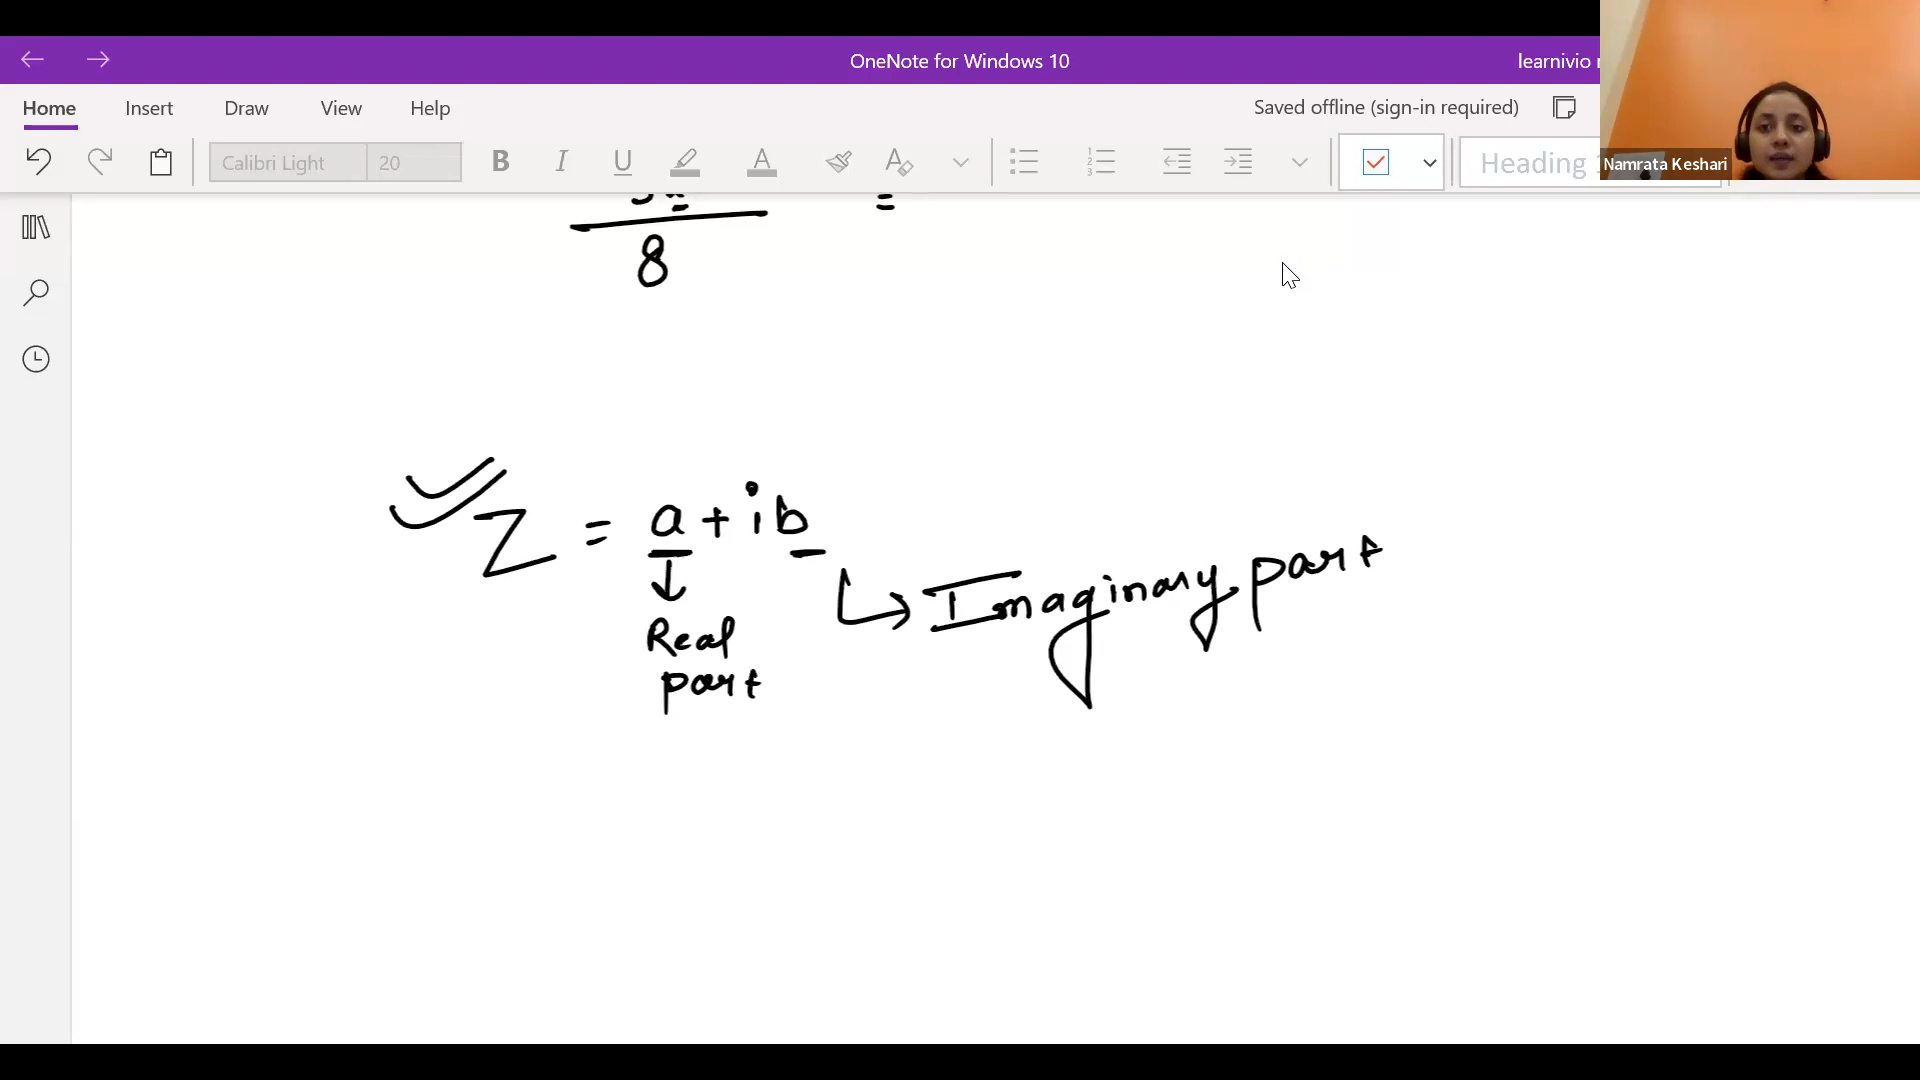 OneNote for Windows 10
learnivio
Home Insert Draw View Help
Saved offline (sign-in required)
Calibri Light 20 B I U A A Heading
Namrata Keshari
=
8
Z = a + ib
Real
part
Imaginary part